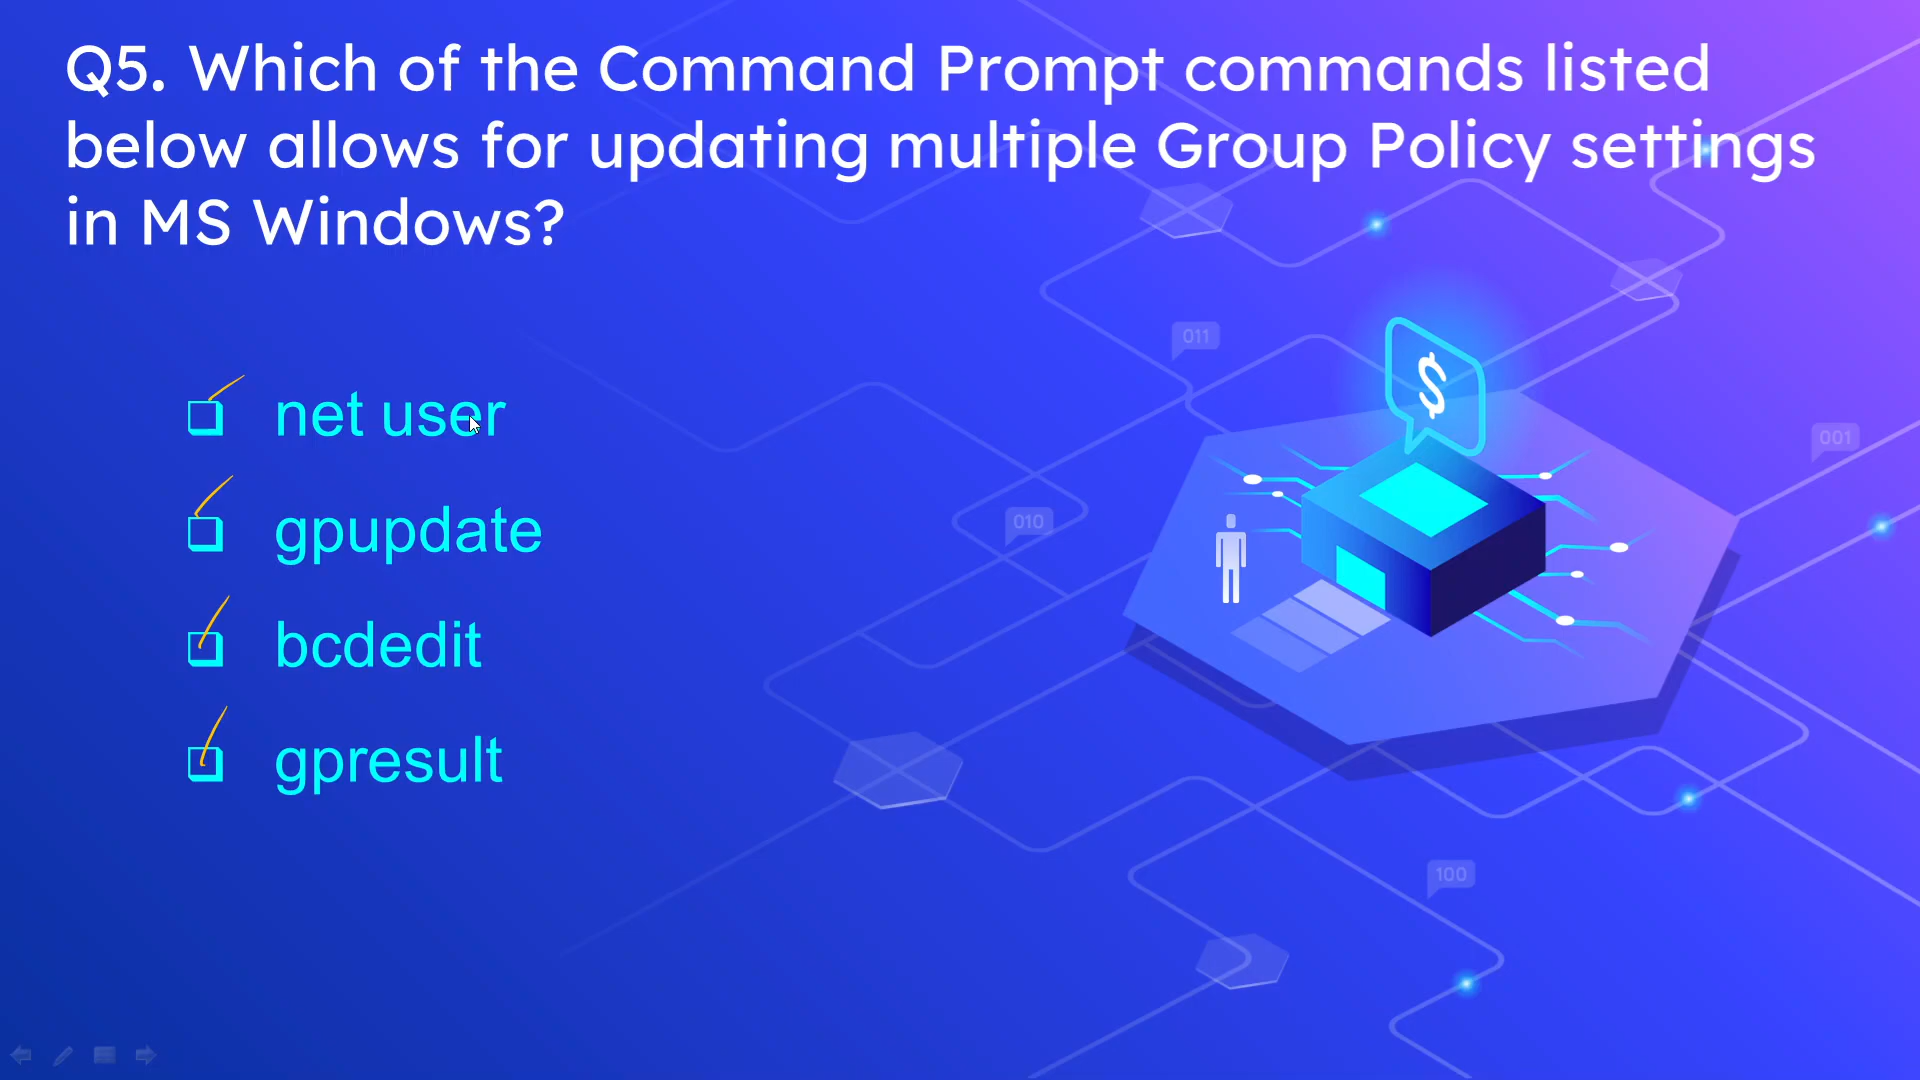 Q5. Which of the Command Prompt commands listed
below allows for updating multiple Group Policy settings
in MS Windows?
net user
gpupdate
bcdedit
gpresult
$
011
001
010
100